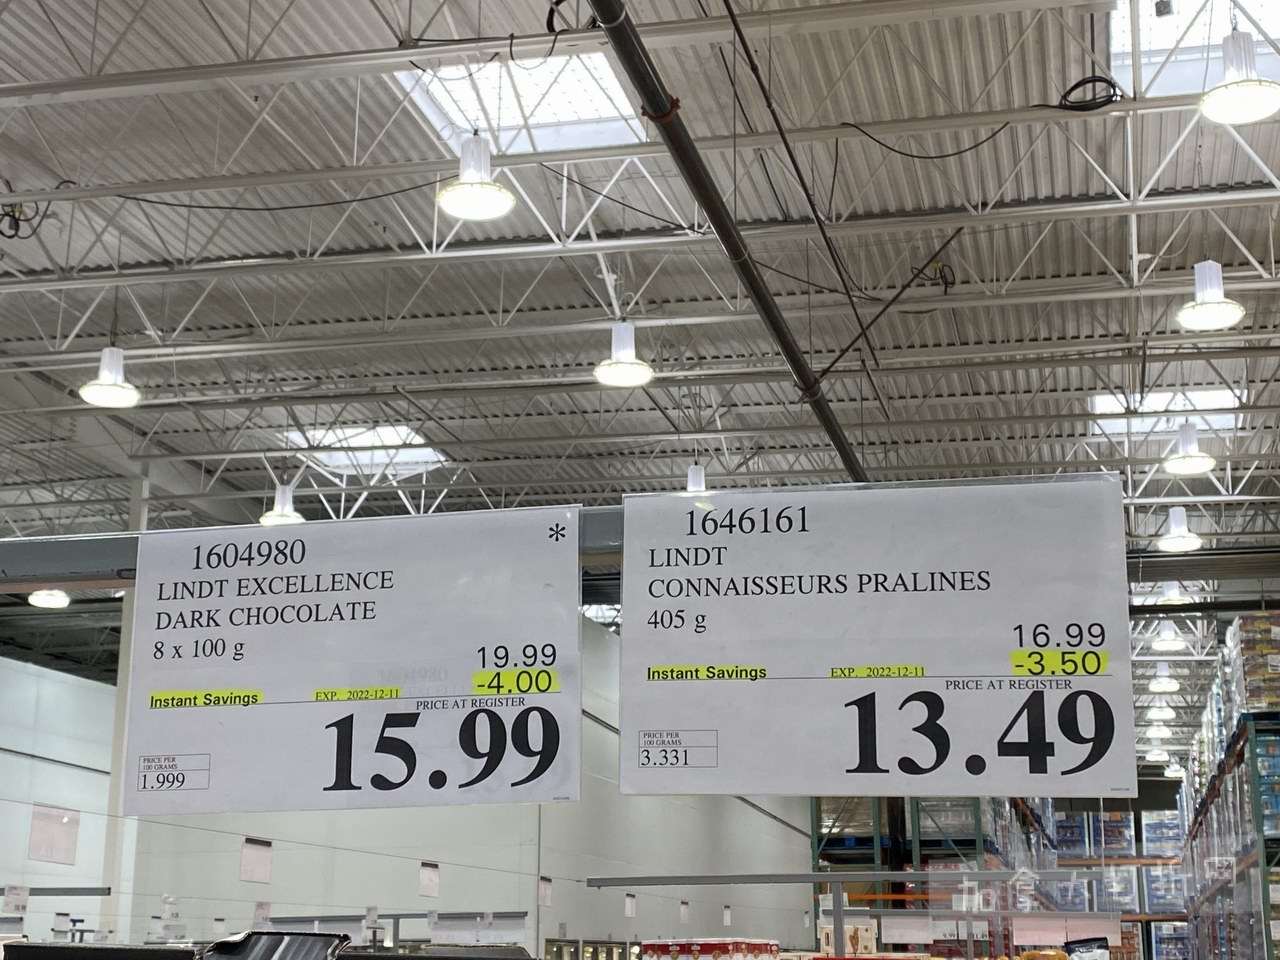 1604980
*
LINDT EXCELLENCE
DARK CHOCOLATE
8 x 100 g
19.99
Instant Savings
EXP. 2022-12-11
-4.00
PRICE AT REGISTER
15.99
PRICE PER
100 GRAMS
1.999
1646161
LINDT
CONNAISSEURS PRALINES
405 g
16.99
Instant Savings
EXP. 2022-12-11
-3.50
PRICE AT REGISTER
13.49
PRICE PER
100 GRAMS
3.331